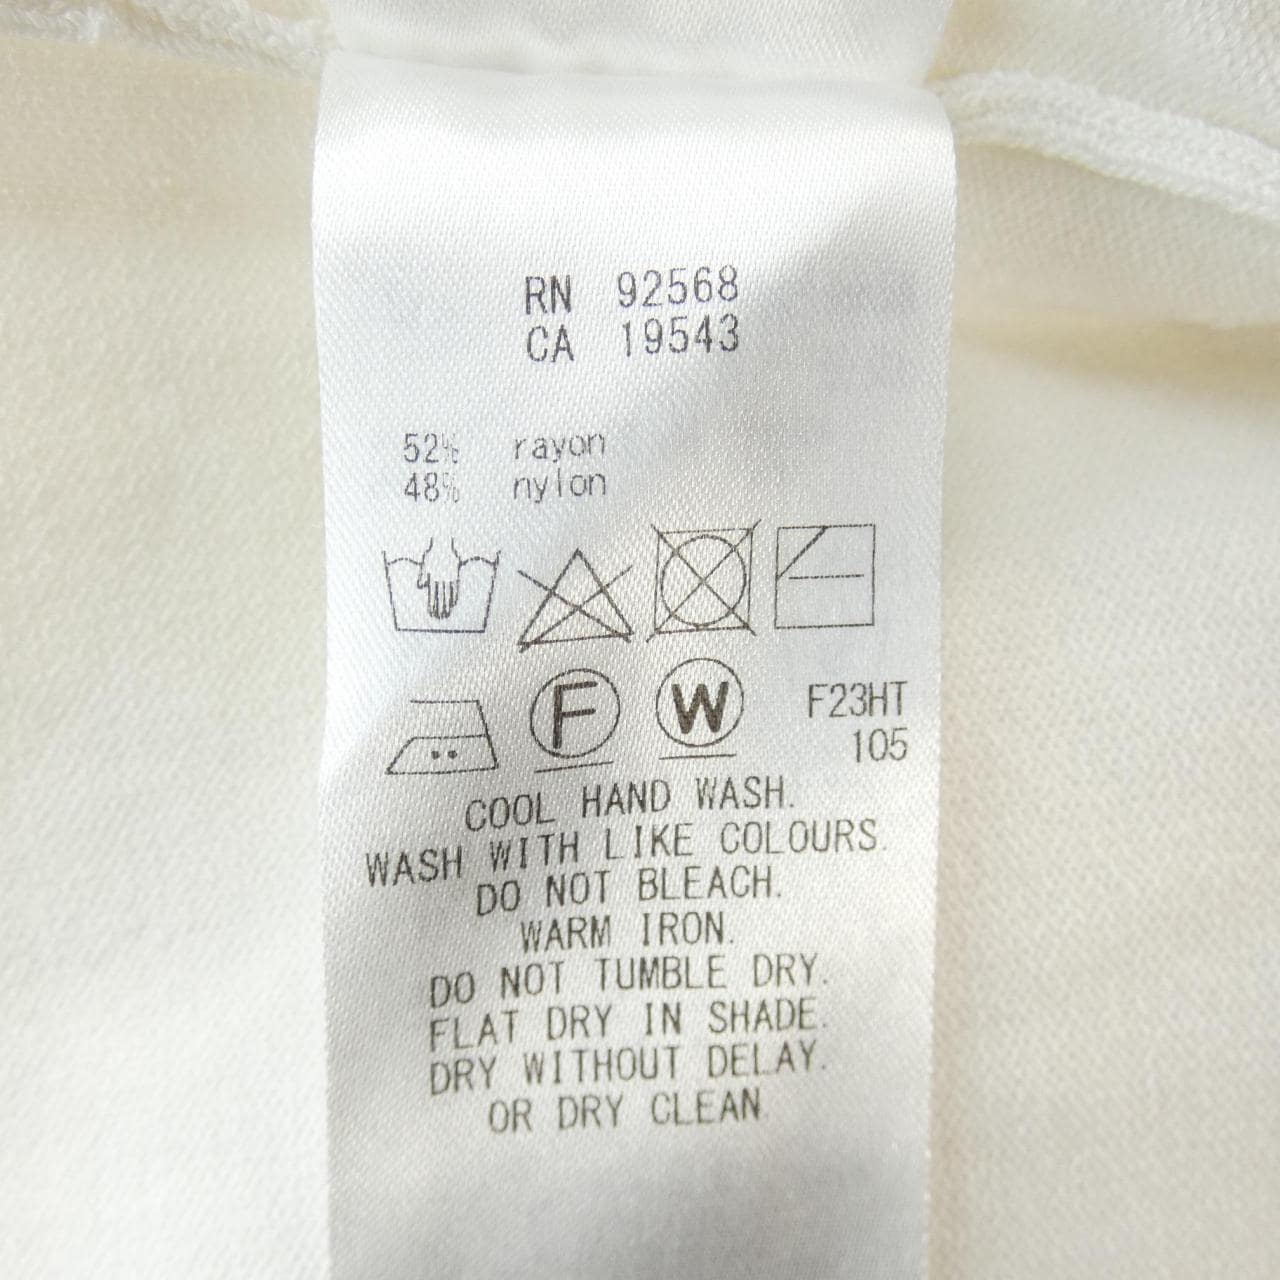 RN 92568
CA 19543
52% rayon
48% nylon
F W F23HT
105
COOL HAND WASH.
WASH WITH LIKE COLOURS.
DO NOT BLEACH.
WARM IRON.
DO NOT TUMBLE DRY.
FLAT DRY IN SHADE.
DRY WITHOUT DELAY.
OR DRY CLEAN